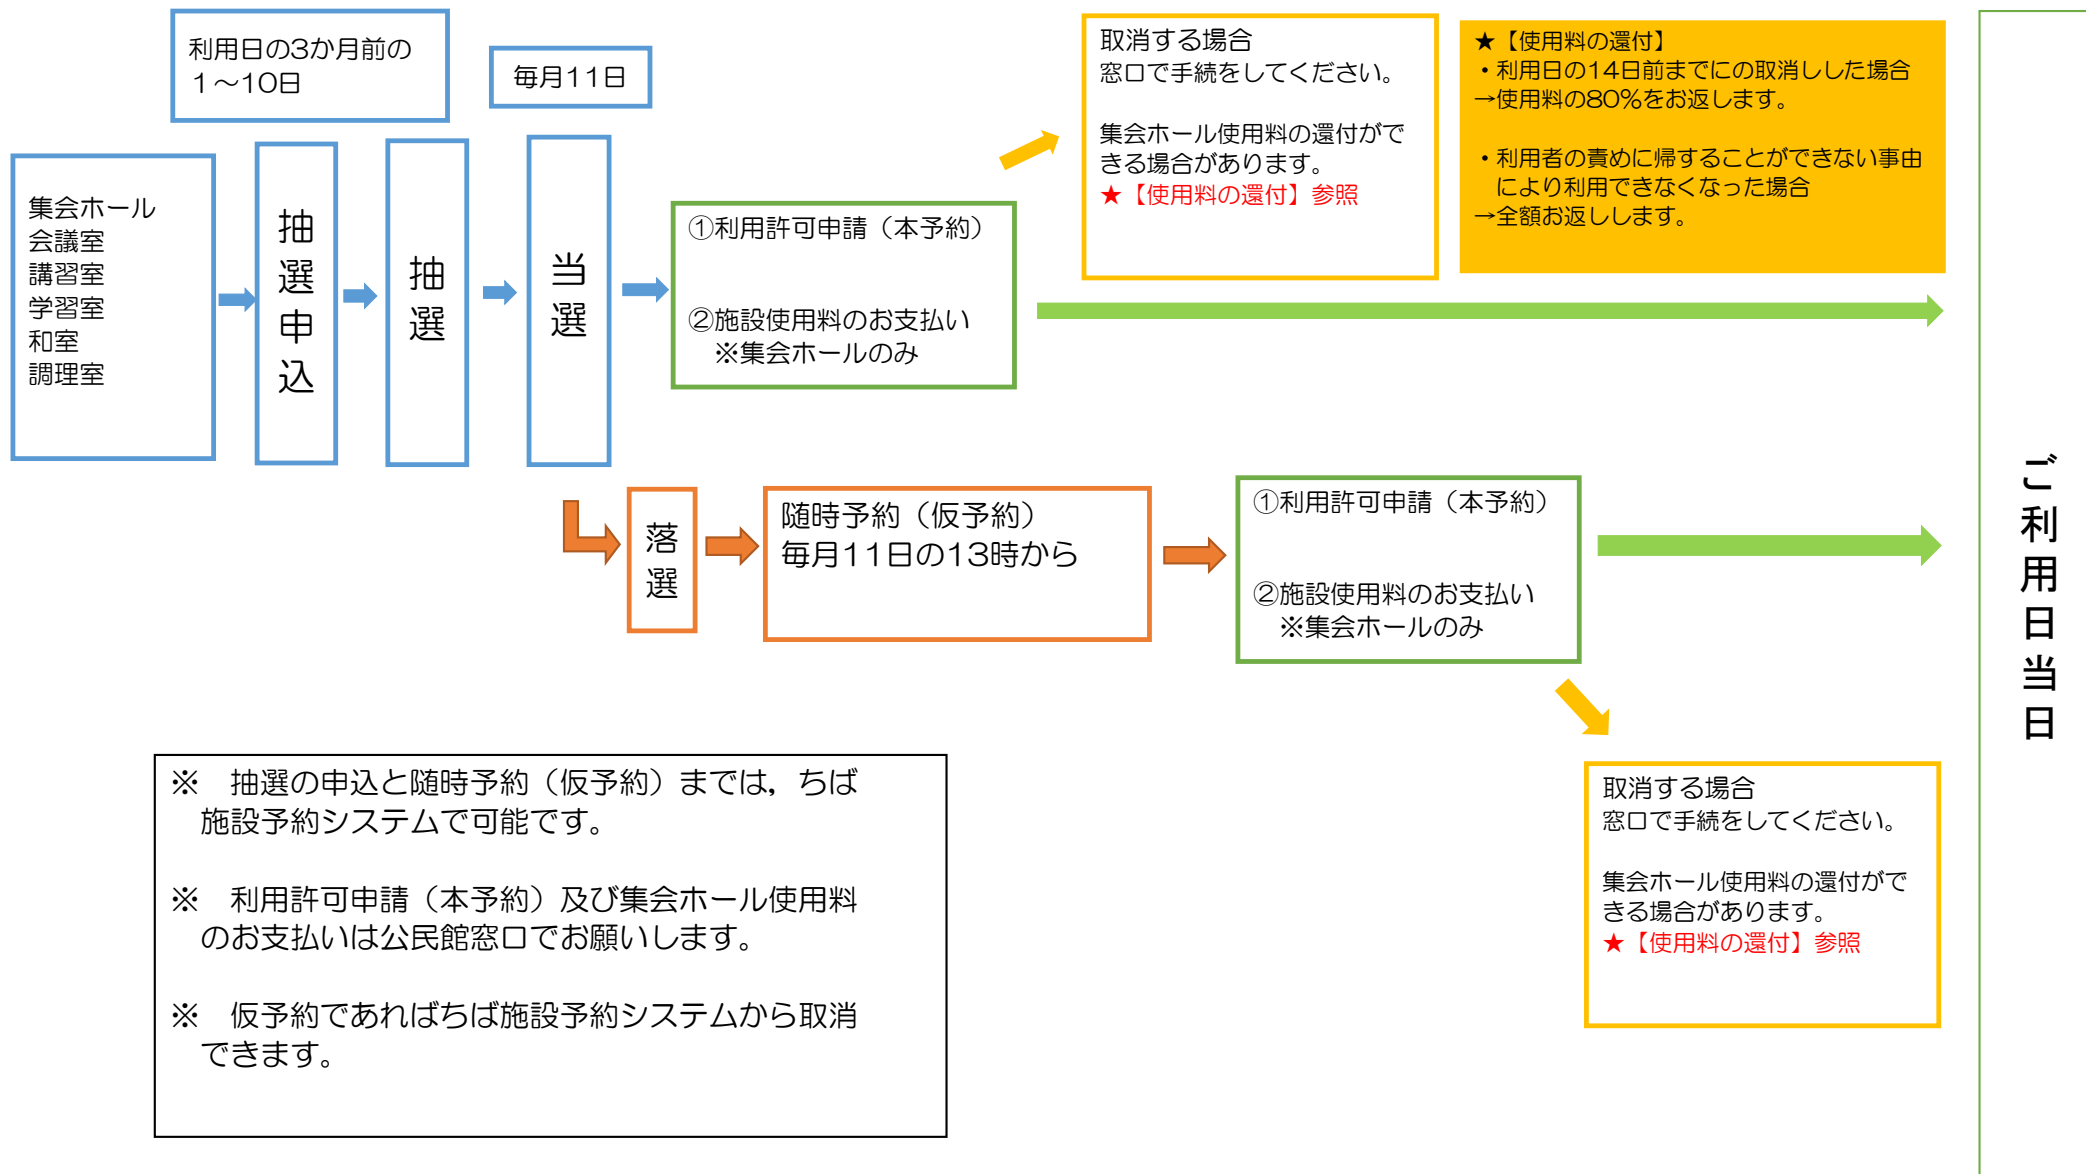 利用日の3か月前の
1～10日
毎月11日
集会ホール
会議室
講習室
学習室
和室
調理室
抽選申込
抽選
当選
①利用許可申請（本予約）
②施設使用料のお支払い
※集会ホールのみ
取消する場合
窓口で手続をしてください。
集会ホール使用料の還付がで
きる場合があります。
★【使用料の還付】参照
★【使用料の還付】
・利用日の14日前までにの取消しした場合
→使用料の80％をお返します。
・利用者の責めに帰することができない事由
により利用できなくなった場合
→全額お返しします。
落選
随時予約（仮予約）
毎月11日の13時から
①利用許可申請（本予約）
②施設使用料のお支払い
※集会ホールのみ
取消する場合
窓口で手続をしてください。
集会ホール使用料の還付がで
きる場合があります。
★【使用料の還付】参照
ご利用日当日
※　抽選の申込と随時予約（仮予約）までは，ちば
施設予約システムで可能です。
※　利用許可申請（本予約）及び集会ホール使用料
のお支払いは公民館窓口でお願いします。
※　仮予約であればちば施設予約システムから取消
できます。